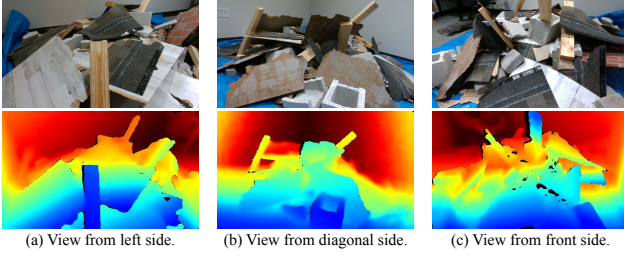 (a) View from left side.
(b) View from diagonal side.
(c) View from front side.